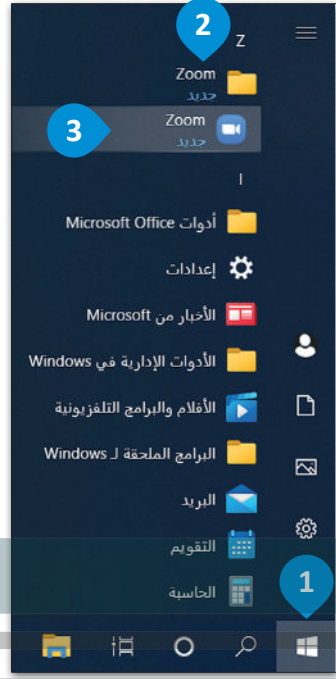 2
Z
Zoom
جديد
3
Zoom
جديد
ا
أدوات Microsoft Office
إعدادات
الأخبار من Microsoft
الأدوات الإدارية في Windows
الأفلام والبرامج التلفزيونية
البرامج الملحقة لـ Windows
البريد
التقويم
الحاسبة
1